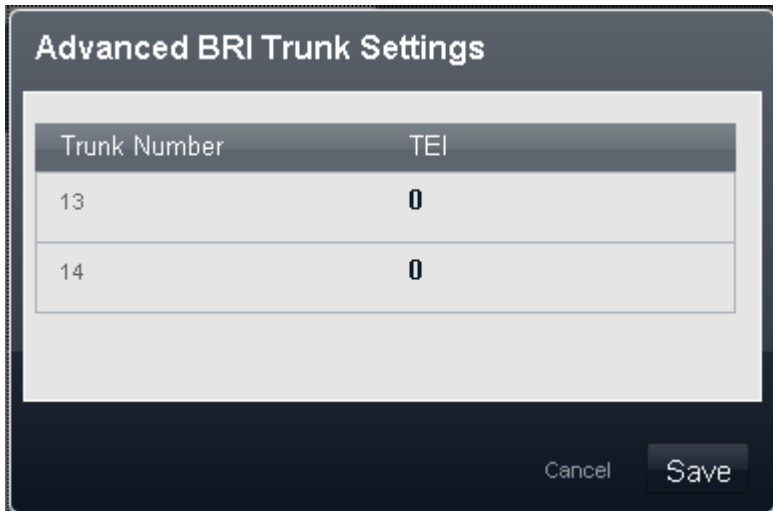 Advanced BRI Trunk Settings
Trunk Number TEI
13 0
14 0
Cancel Save